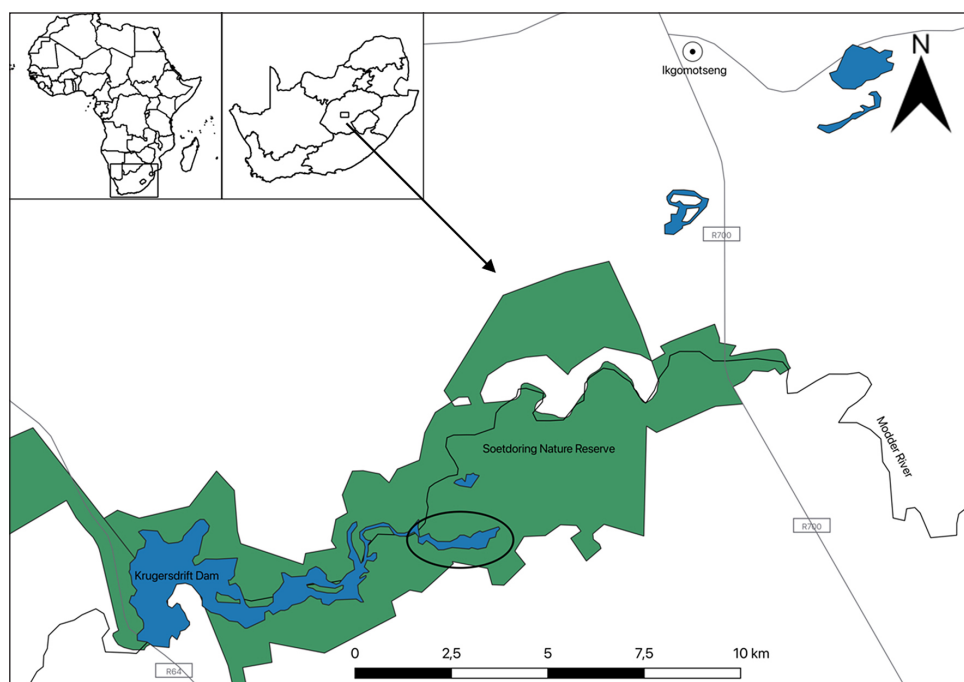 N
Ikgomotseng
R700
Soetdoring Nature Reserve
Modder River
R700
Krugersdrift Dam
R64
0 2,5 5 7,5 10 km